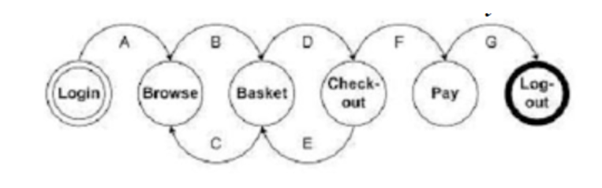 A B D F G
Login Browse Basket Check-
out Pay Log-
out
C E